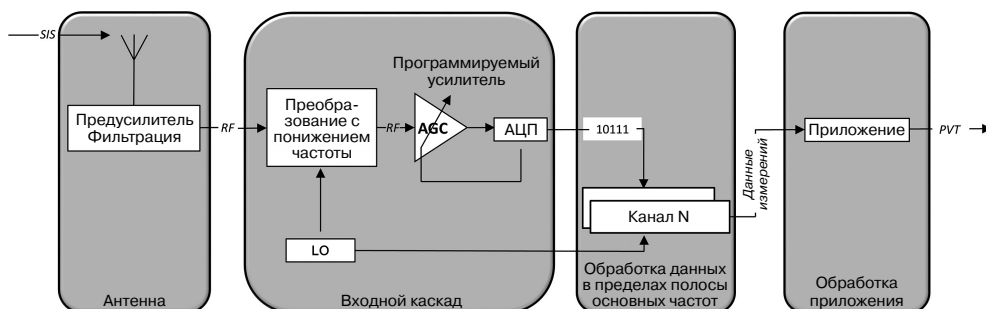 SIS
Предусилитель
Фильтрация
RF
Антенна
Преобра-
зование с
понижением
частоты
RF
Программируемый
усилитель
AGC
АЦП
LO
Входной каскад
10111
Канал N
Обработка данных
в пределах полосы
основных частот
Данные
измерений
Приложение
PVT
Обработка
приложения